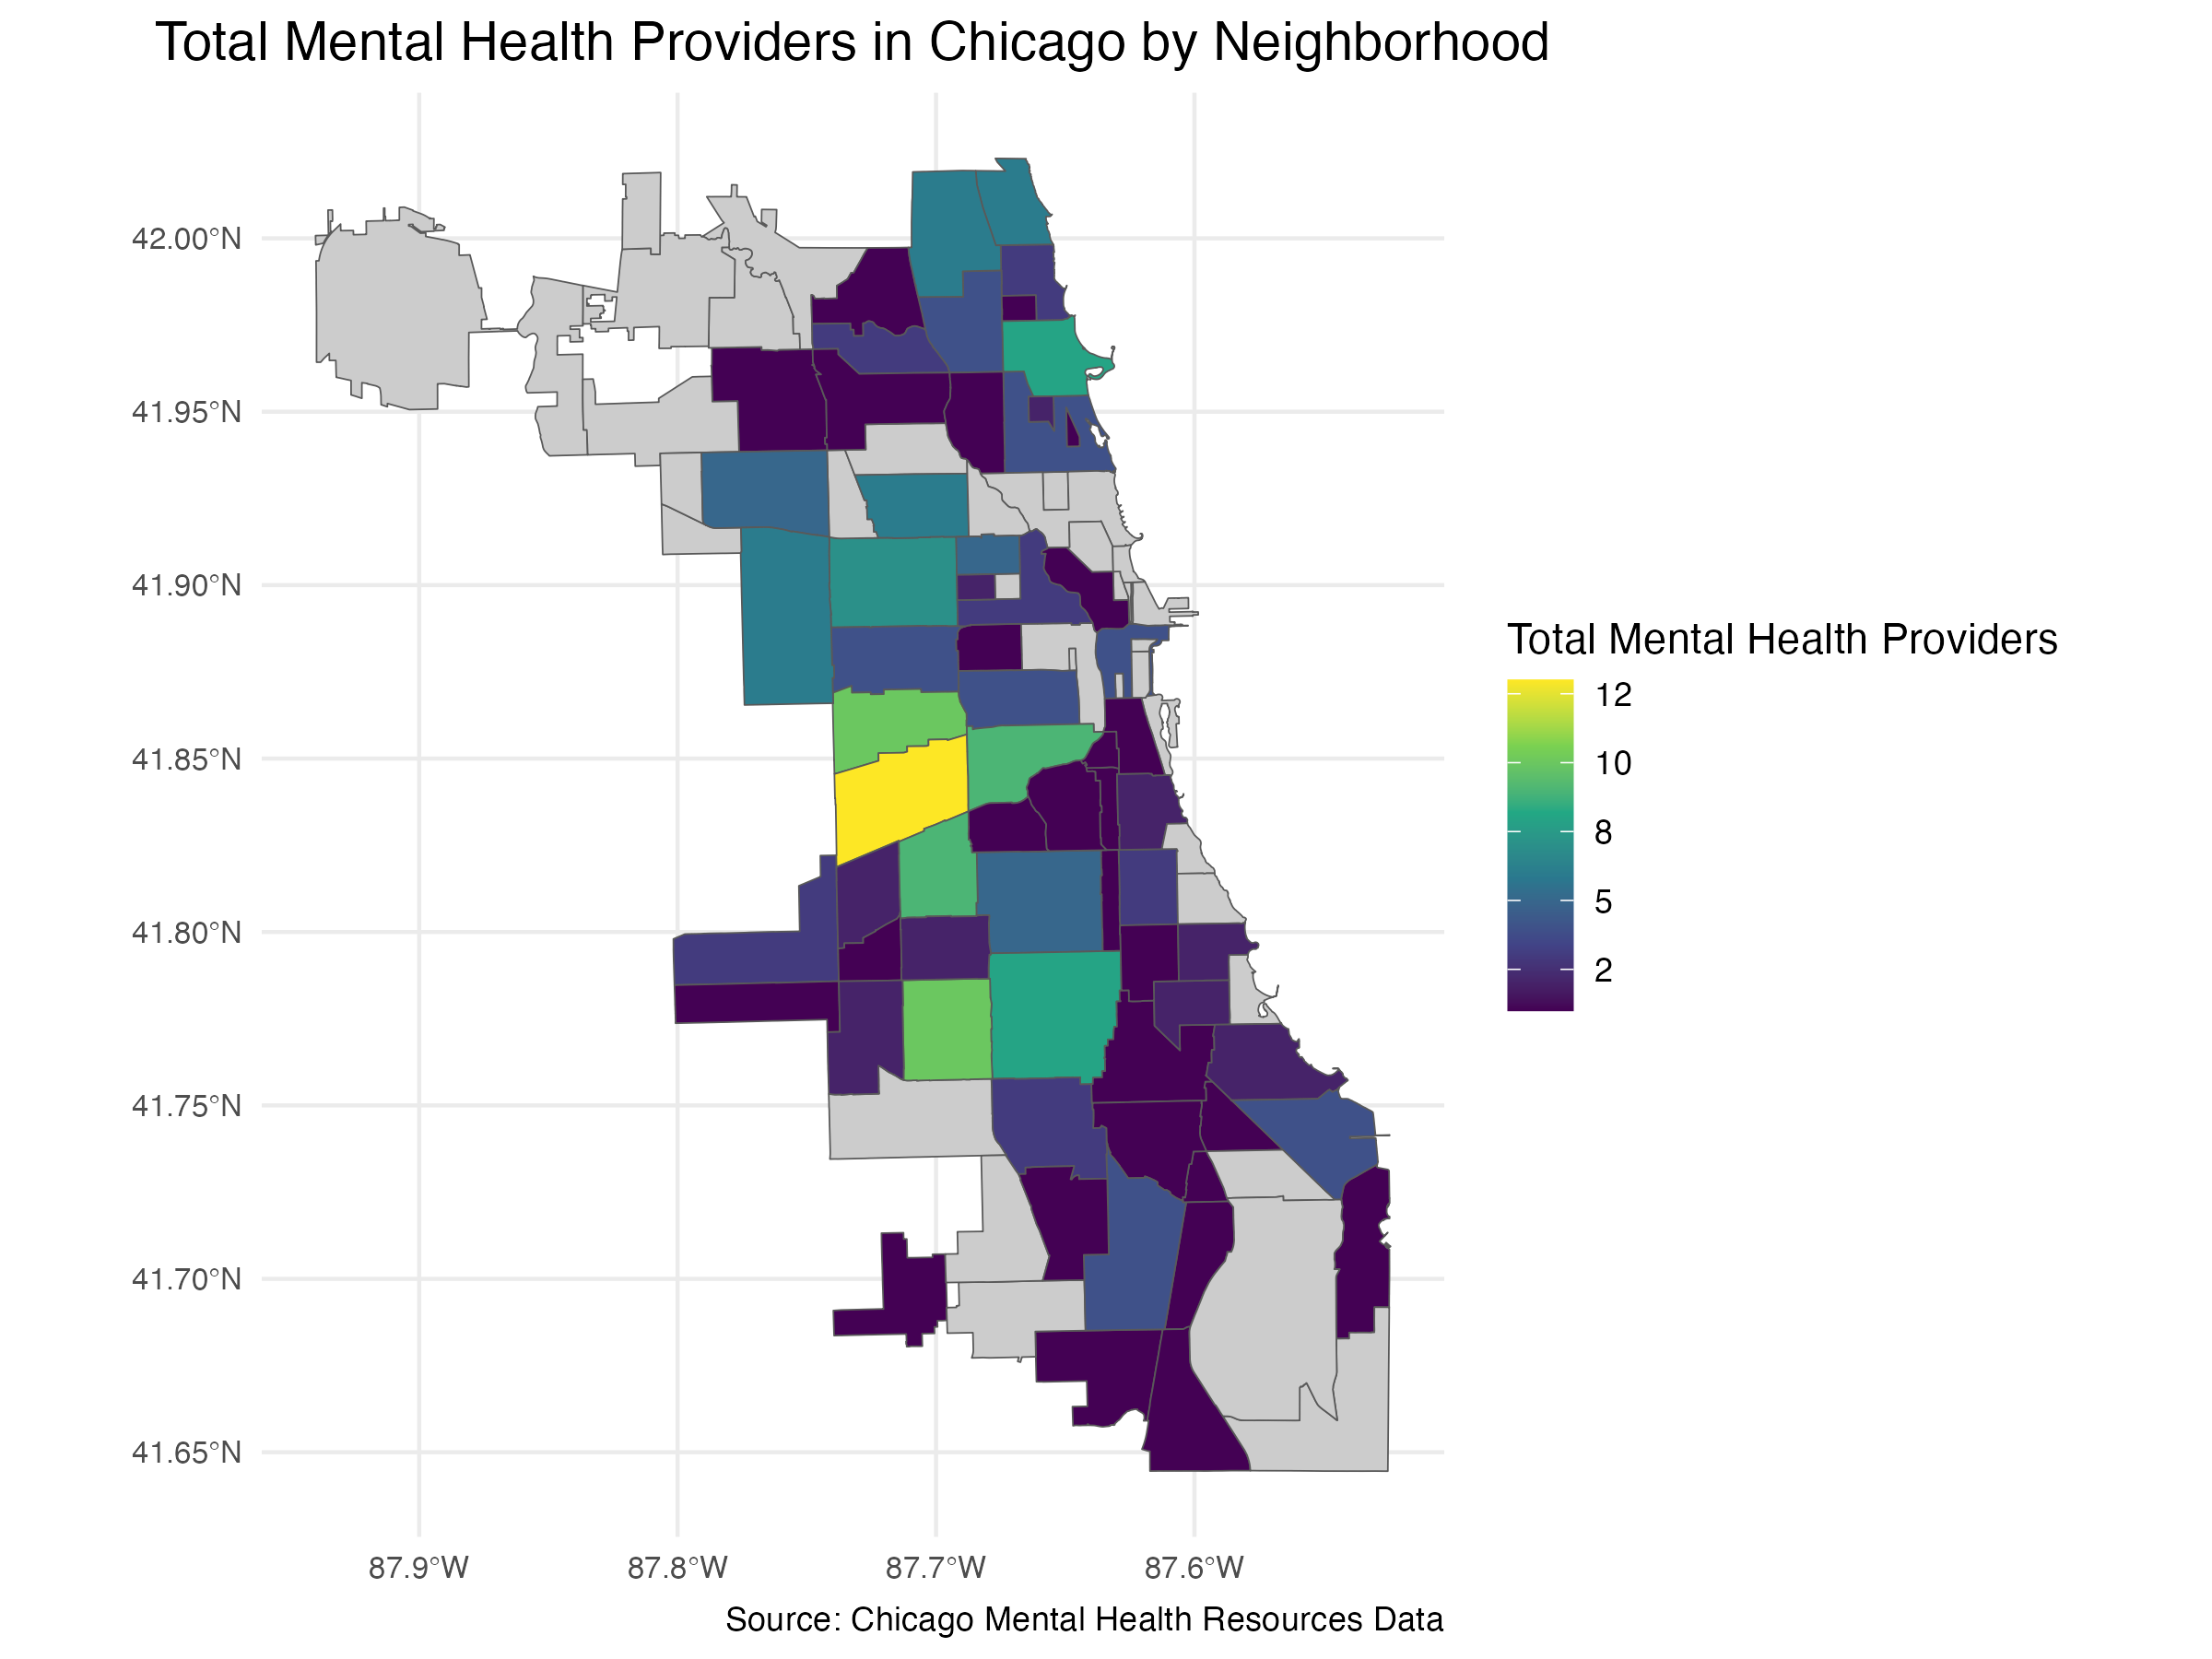 Total Mental Health Providers in Chicago by Neighborhood
42.00°N
41.95°N
41.90°N
41.85°N
41.80°N
41.75°N
41.70°N
41.65°N
87.9°W
87.8°W
87.7°W
87.6°W
Total Mental Health Providers
12
10
8
5
2
Source: Chicago Mental Health Resources Data